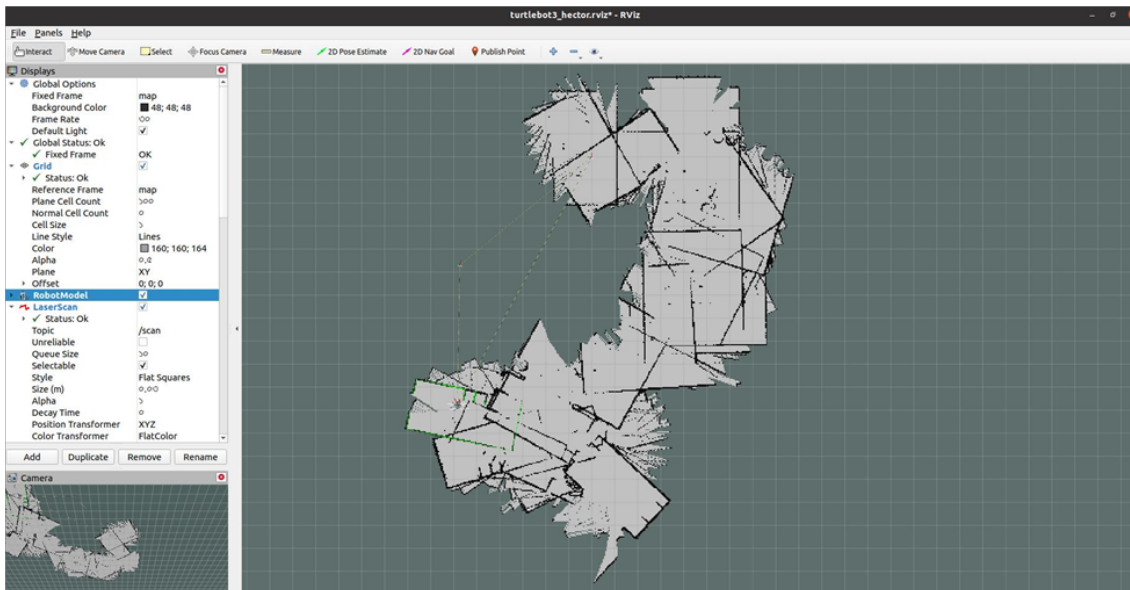 turtlebot3_hector.rviz* - RViz
File Panels Help
Interact Move Camera Select Focus Camera Measure 2D Pose Estimate 2D Nav Goal Publish Point
Displays
Global Options
Fixed Frame map
Background Color 48; 48; 48
Frame Rate
Default Light
Global Status: Ok
Fixed Frame OK
Grid
Status: Ok
Reference Frame map
Plane Cell Count
Normal Cell Count
Cell Size
Line Style Lines
Color 160; 160; 164
Alpha
Plane XY
Offset 0; 0; 0
RobotModel
LaserScan
Status: Ok
Topic /scan
Unreliable
Queue Size
Selectable
Style Flat Squares
Size (m)
Alpha
Decay Time
Position Transformer XYZ
Color Transformer FlatColor
Add Duplicate Remove Rename
Camera